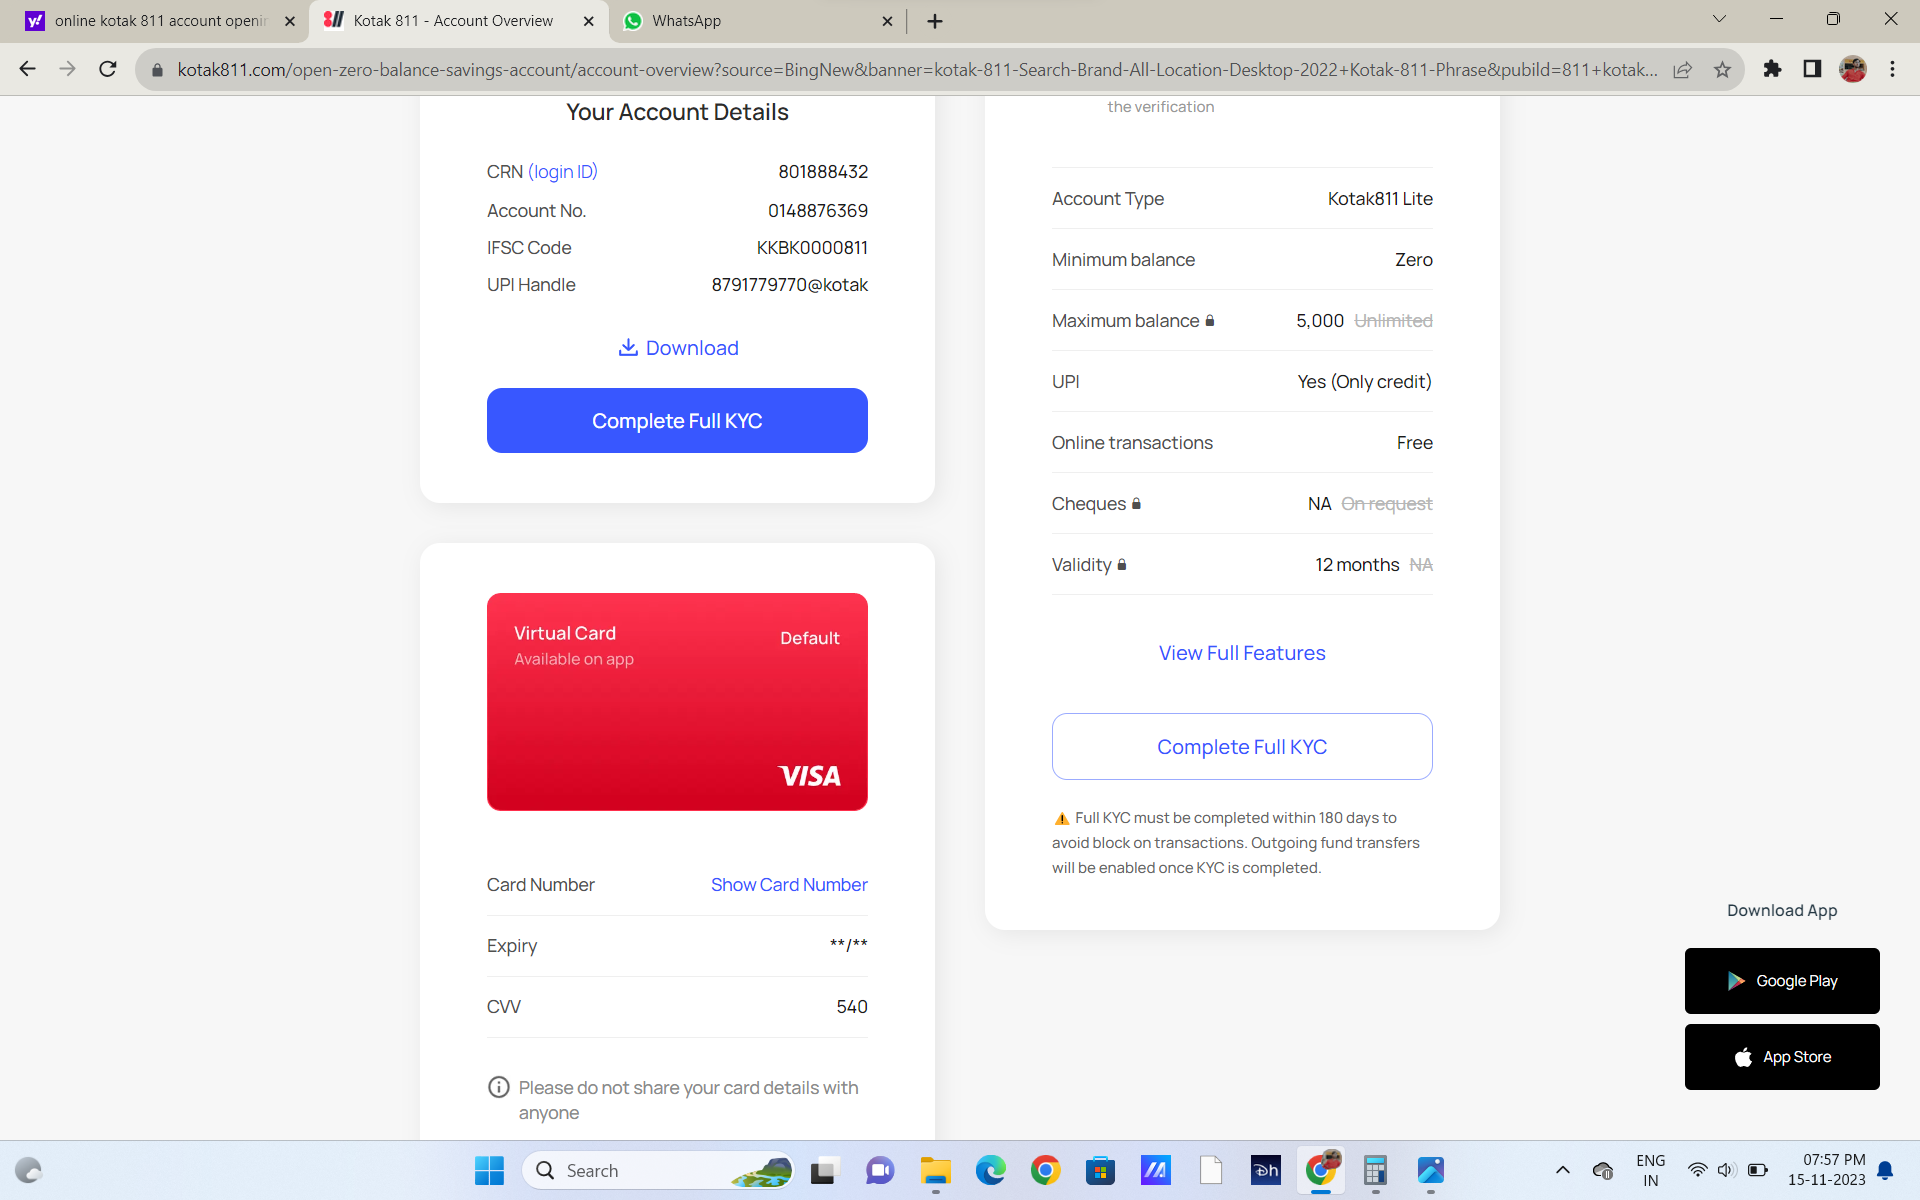 online kotak 811 account openin
Kotak 811 - Account Overview
WhatsApp
kotak811.com/open-zero-balance-savings-account/account-overview?source=BingNew&banner=kotak-811-Search-Brand-All-Location-Desktop-2022+Kotak-811-Phrase&pubild=811+kotak...
Your Account Details
CRN (login ID) 801888432
Account No. 0148876369
IFSC Code KKBK0000811
UPI Handle 8791779770@kotak
Download
Complete Full KYC
Virtual Card Default
Available on app
VISA
Card Number Show Card Number
Expiry **/**
CVV 540
Please do not share your card details with
anyone
the verification
Account Type Kotak811 Lite
Minimum balance Zero
Maximum balance 5,000 Unlimited
UPI Yes (Only credit)
Online transactions Free
Cheques NA On request
Validity 12 months NA
View Full Features
Complete Full KYC
Full KYC must be completed within 180 days to
avoid block on transactions. Outgoing fund transfers
will be enabled once KYC is completed.
Download App
Google Play
App Store
Search
ENG
IN
07:57 PM
15-11-2023